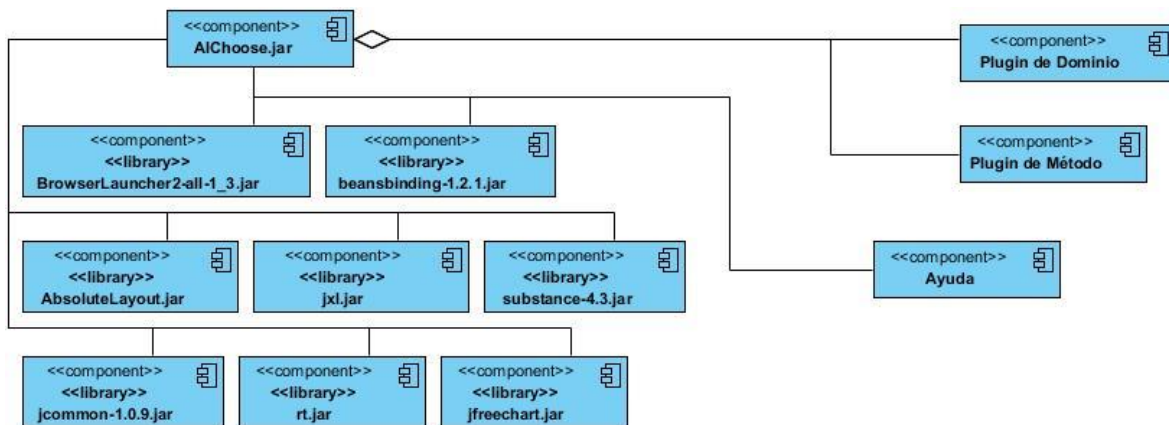 <<component>>
AlChoose.jar
<<component>>
Plugin de Dominio
<<component>>
<<library>>
BrowserLauncher2-all-1_3.jar
<<component>>
<<library>>
beansbinding-1.2.1.jar
<<component>>
Plugin de Método
<<component>>
<<library>>
AbsoluteLayout.jar
<<component>>
<<library>>
jxl.jar
<<component>>
<<library>>
substance-4.3.jar
<<component>>
Ayuda
<<component>>
<<library>>
jcommon-1.0.9.jar
<<component>>
<<library>>
rt.jar
<<component>>
<<library>>
jfreechart.jar